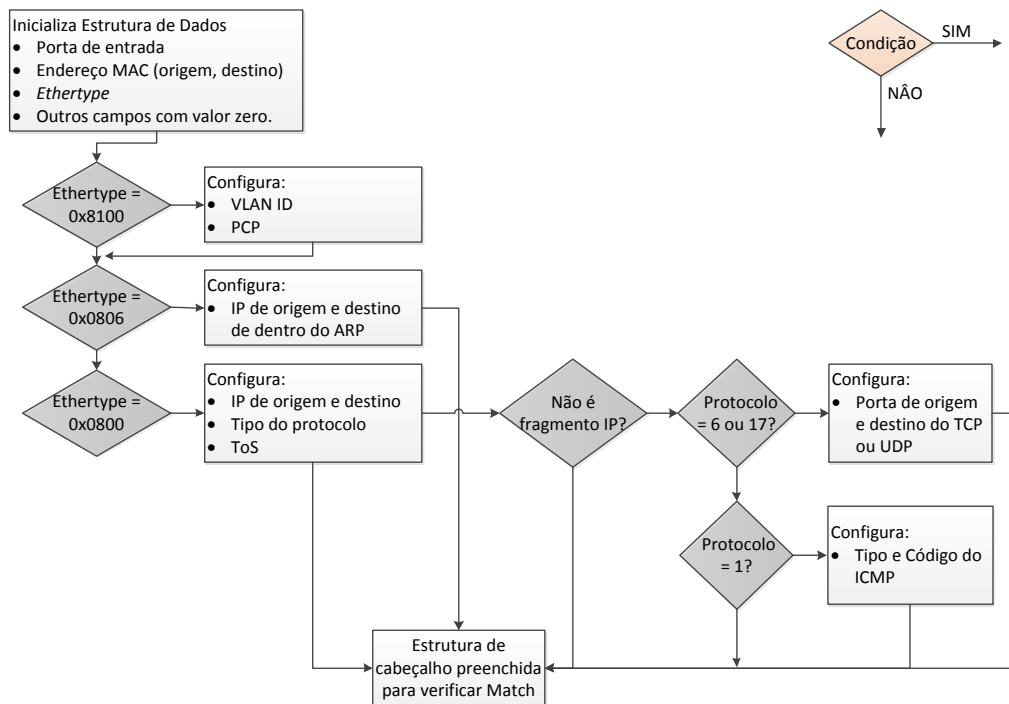 Inicializa Estrutura de Dados
• Porta de entrada
• Endereço MAC (origem, destino)
• Ethertype
• Outros campos com valor zero.
Condição
SIM
NÂO
Ethertype =
0x8100
Configura:
• VLAN ID
• PCP
Ethertype =
0x0806
Configura:
• IP de origem e destino
de dentro do ARP
Ethertype =
0x0800
Configura:
• IP de origem e destino
• Tipo do protocolo
• ToS
Não é
fragmento IP?
Protocolo
= 6 ou 17?
Configura:
• Porta de origem
e destino do TCP
ou UDP
Protocolo
= 1?
Configura:
• Tipo e Código do
ICMP
Estrutura de
cabeçalho preenchida
para verificar Match